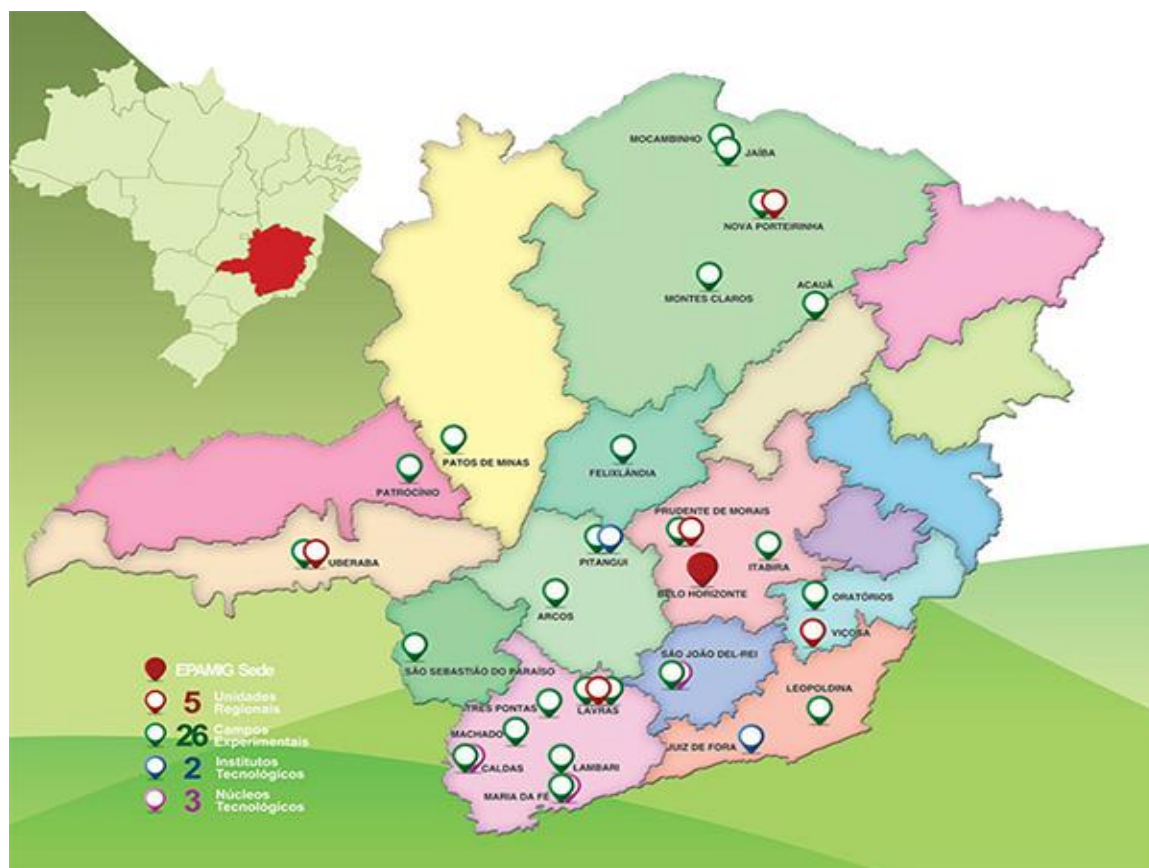 MOCAMBINHO
JAÍBA
NOVA PORTEIRINHA
MONTES CLAROS
ACAUÃ
PATOS DE MINAS
FELIXLÂNDIA
PATROCÍNIO
PRUDENTE DE MORAIS
UBERABA
PITANGUI
ITABIRA
BELO HORIZONTE
ARCOS
ORATÓRIOS
VIÇOSA
SÃO JOÃO DEL-REI
SÃO SEBASTIÃO DO PARAÍSO
LEOPOLDINA
TRÊS PONTAS
LAVRAS
MACHADO
JUIZ DE FORA
CALDAS
LAMBARI
MARIA DA FÉ
EPAMIG Sede
5 Unidades
Regionais
26 Campos
Experimentais
2 Institutos
Tecnológicos
3 Núcleos
Tecnológicos